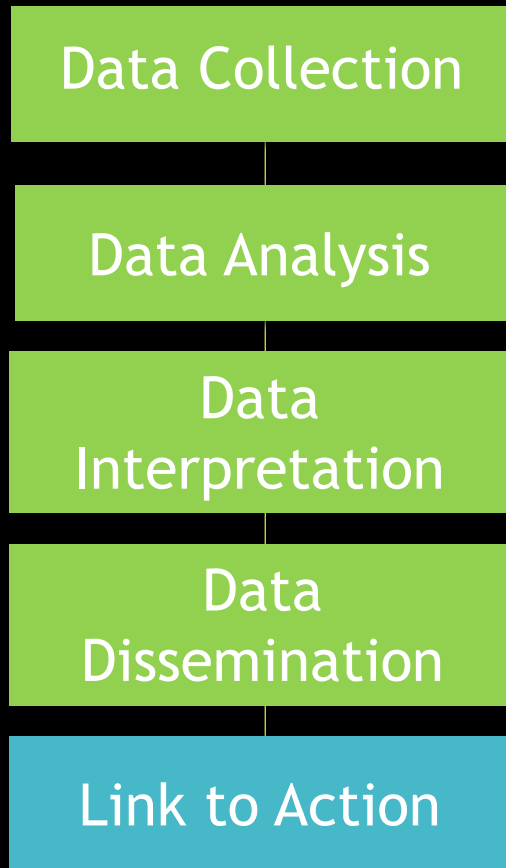 Data Collection
Data Analysis
Data
Interpretation
Data
Dissemination
Link to Action